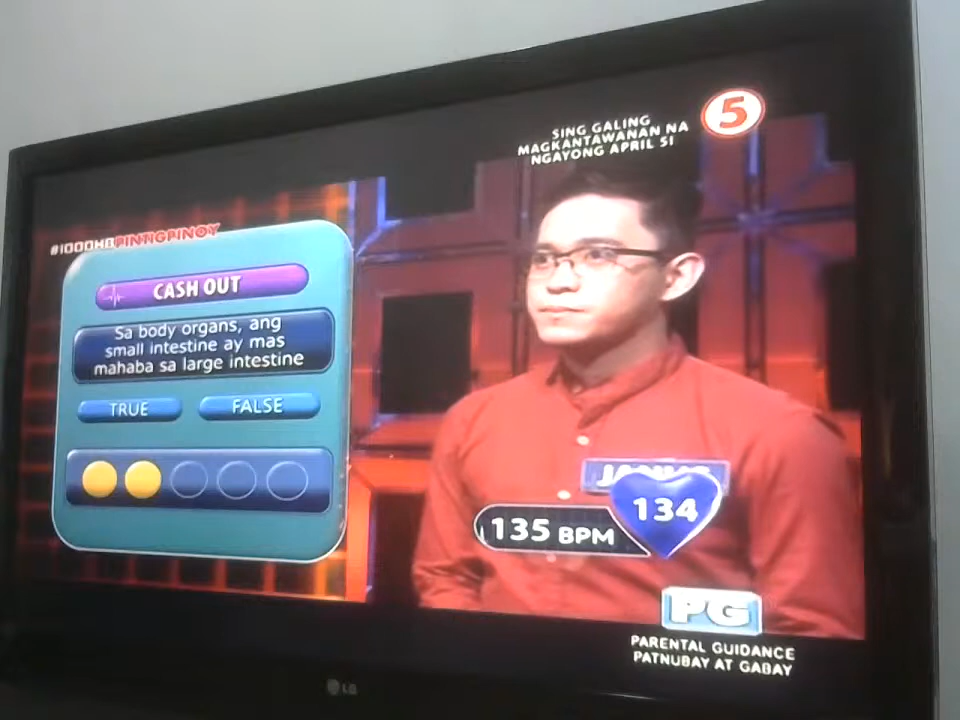 5
SING GALING
MAGKANTAWANAN NA
NGAYONG APRIL 5!
#1000HBPINTIGPINOY
CASH OUT
Sa body organs, ang
small intestine ay mas
mahaba sa large intestine
TRUE
FALSE
134
135 BPM
PG
PARENTAL GUIDANCE
PATNUBAY AT GABAY
LG